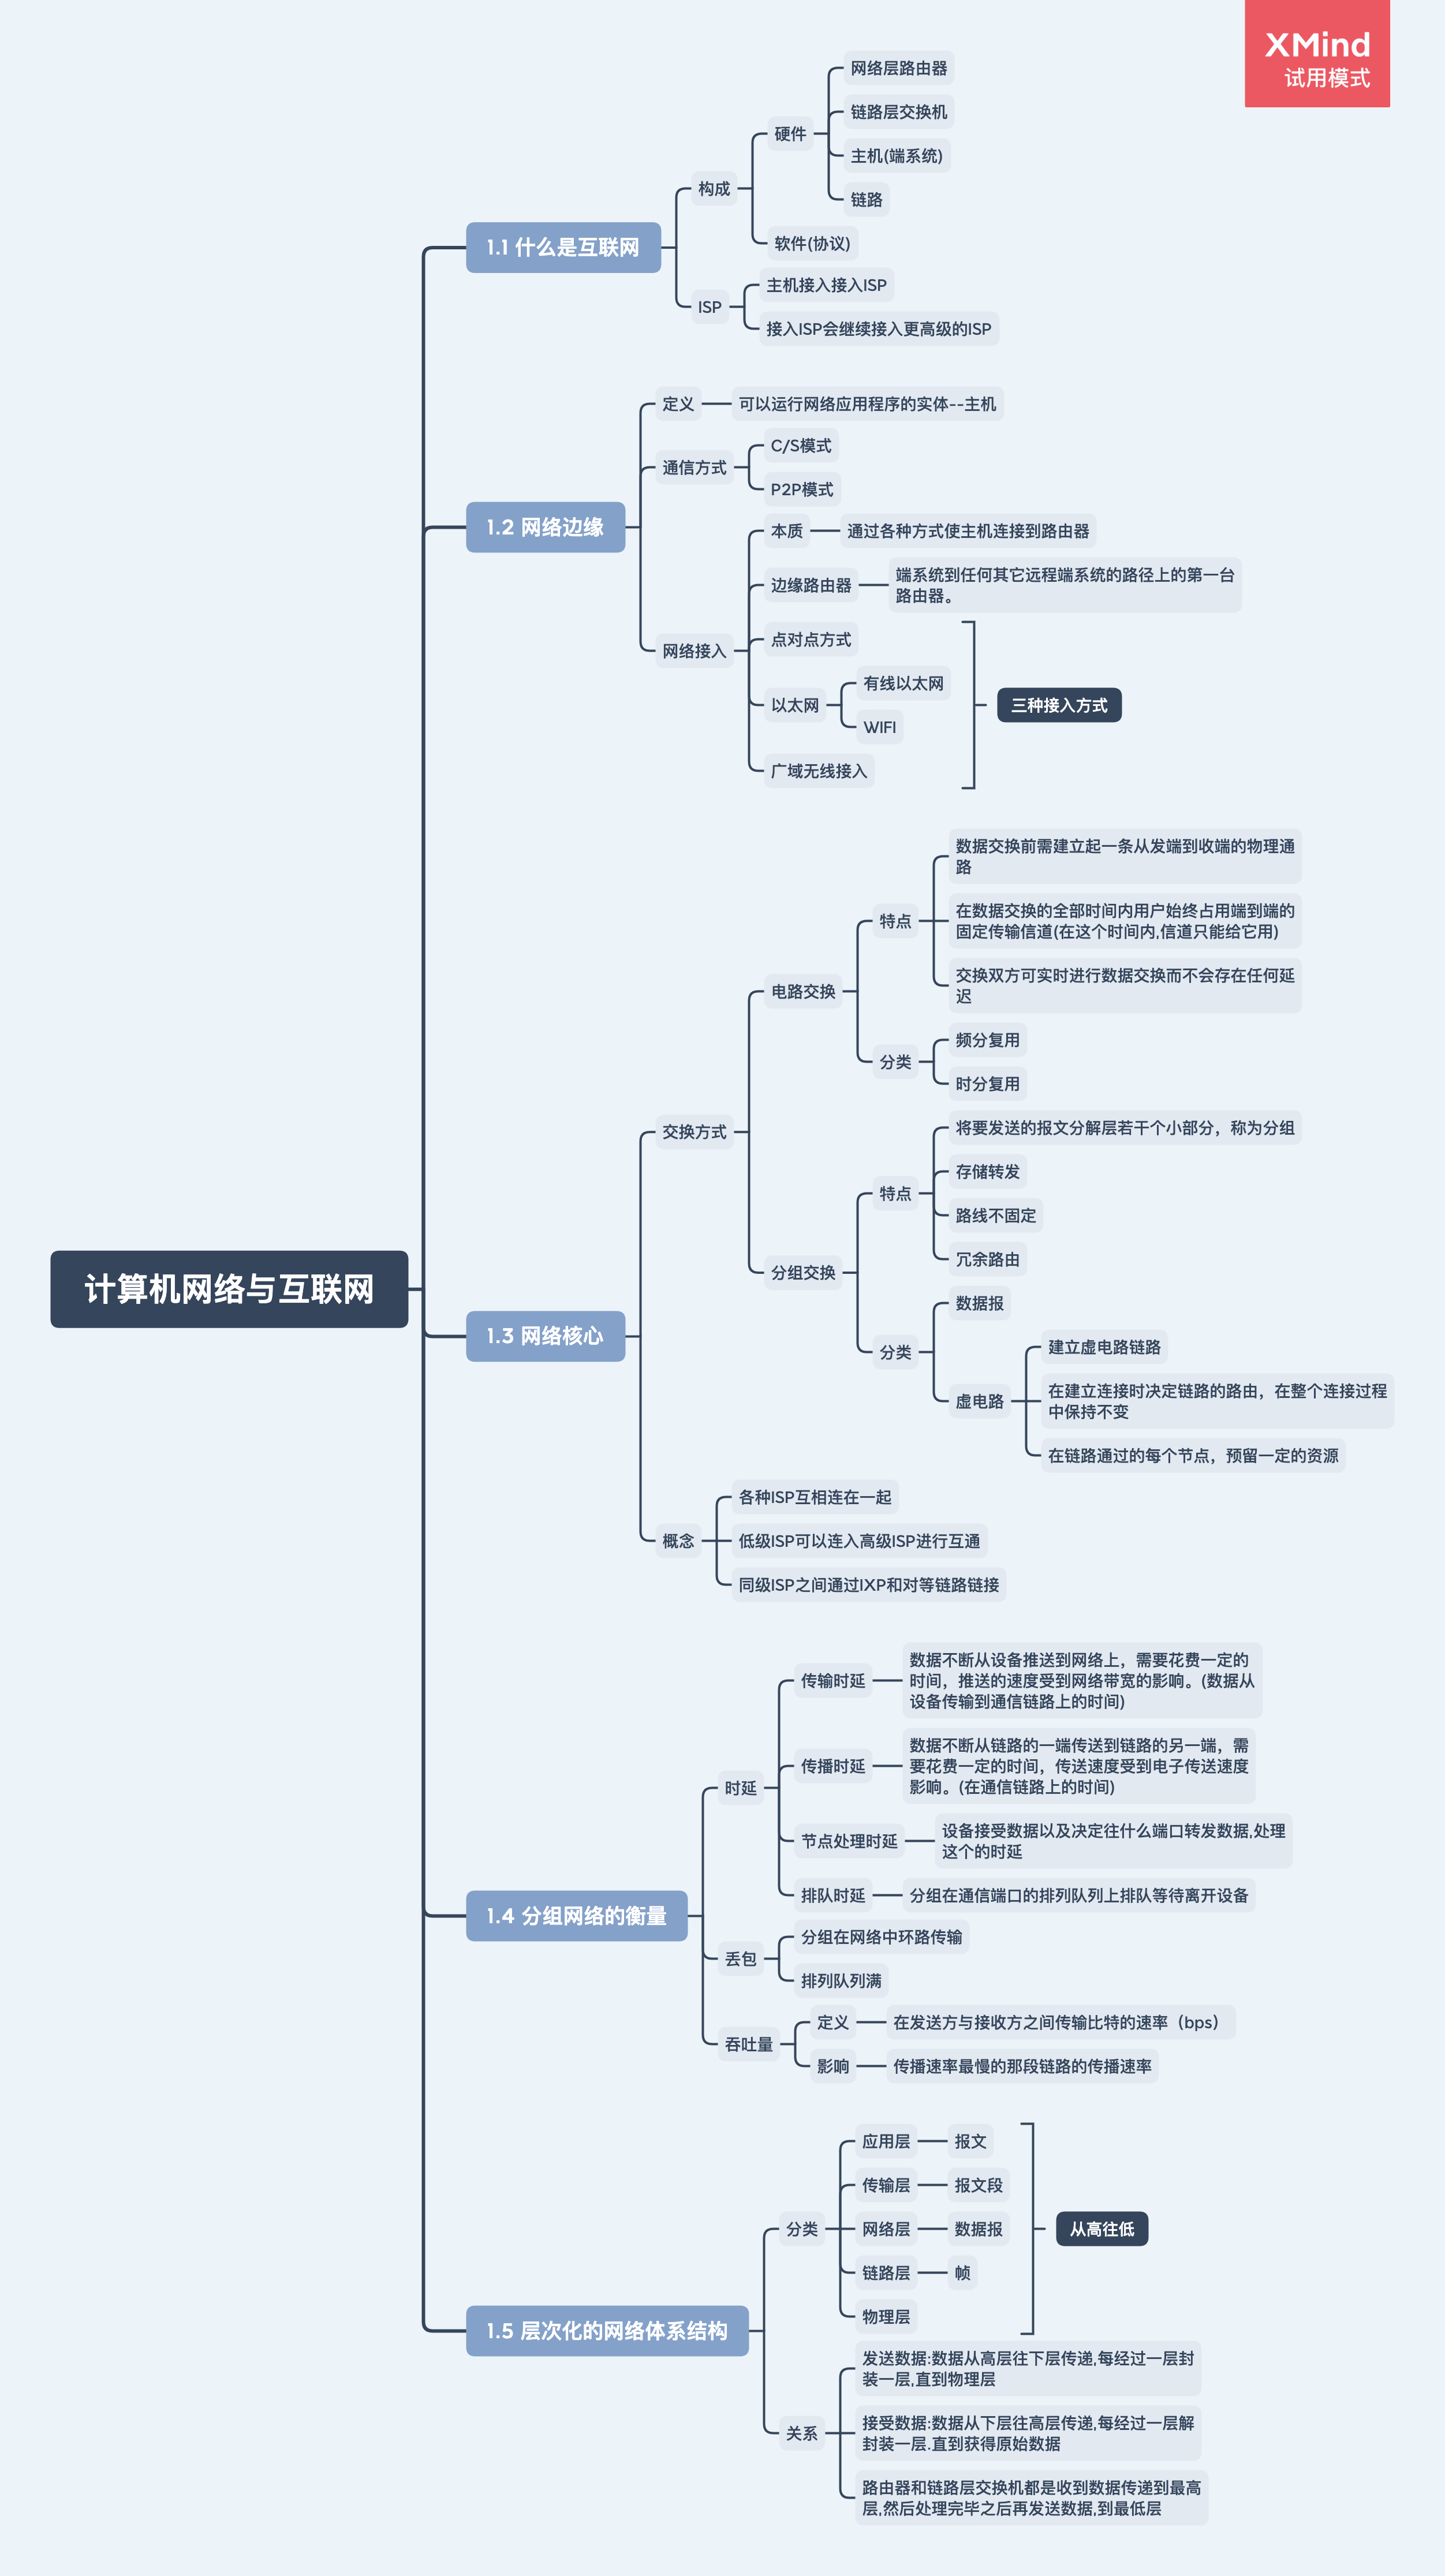 XMind
试用模式
计算机网络与互联网
1.1 什么是互联网
构成
硬件
网络层路由器
链路层交换机
主机(端系统)
链路
软件(协议)
ISP
主机接入接入ISP
接入ISP会继续接入更高级的ISP
1.2 网络边缘
定义
可以运行网络应用程序的实体--主机
通信方式
C/S模式
P2P模式
网络接入
本质
通过各种方式使主机连接到路由器
边缘路由器
端系统到任何其它远程端系统的路径上的第一台
路由器。
点对点方式
以太网
有线以太网
WIFI
广域无线接入
三种接入方式
1.3 网络核心
交换方式
电路交换
特点
数据交换前需建立起一条从发端到收端的物理通
路
在数据交换的全部时间内用户始终占用端到端的
固定传输信道(在这个时间内,信道只能给它用)
交换双方可实时进行数据交换而不会存在任何延
迟
分类
频分复用
时分复用
分组交换
特点
将要发送的报文分解层若干个小部分，称为分组
存储转发
路线不固定
冗余路由
分类
数据报
虚电路
建立虚电路链路
在建立连接时决定链路的路由，在整个连接过程
中保持不变
在链路通过的每个节点，预留一定的资源
概念
各种ISP互相连在一起
低级ISP可以连入高级ISP进行互通
同级ISP之间通过IXP和对等链路链接
1.4 分组网络的衡量
时延
传输时延
数据不断从设备推送到网络上，需要花费一定的
时间，推送的速度受到网络带宽的影响。(数据从
设备传输到通信链路上的时间)
传播时延
数据不断从链路的一端传送到链路的另一端，需
要花费一定的时间，传送速度受到电子传送速度
影响。(在通信链路上的时间)
节点处理时延
设备接受数据以及决定往什么端口转发数据,处理
这个的时延
排队时延
分组在通信端口的排列队列上排队等待离开设备
丢包
分组在网络中环路传输
排列队列满
吞吐量
定义
在发送方与接收方之间传输比特的速率（bps）
影响
传播速率最慢的那段链路的传播速率
1.5 层次化的网络体系结构
分类
应用层
报文
传输层
报文段
网络层
数据报
链路层
帧
物理层
从高往低
关系
发送数据:数据从高层往下层传递,每经过一层封
装一层,直到物理层
接受数据:数据从下层往高层传递,每经过一层解
封装一层.直到获得原始数据
路由器和链路层交换机都是收到数据传递到最高
层,然后处理完毕之后再发送数据,到最低层